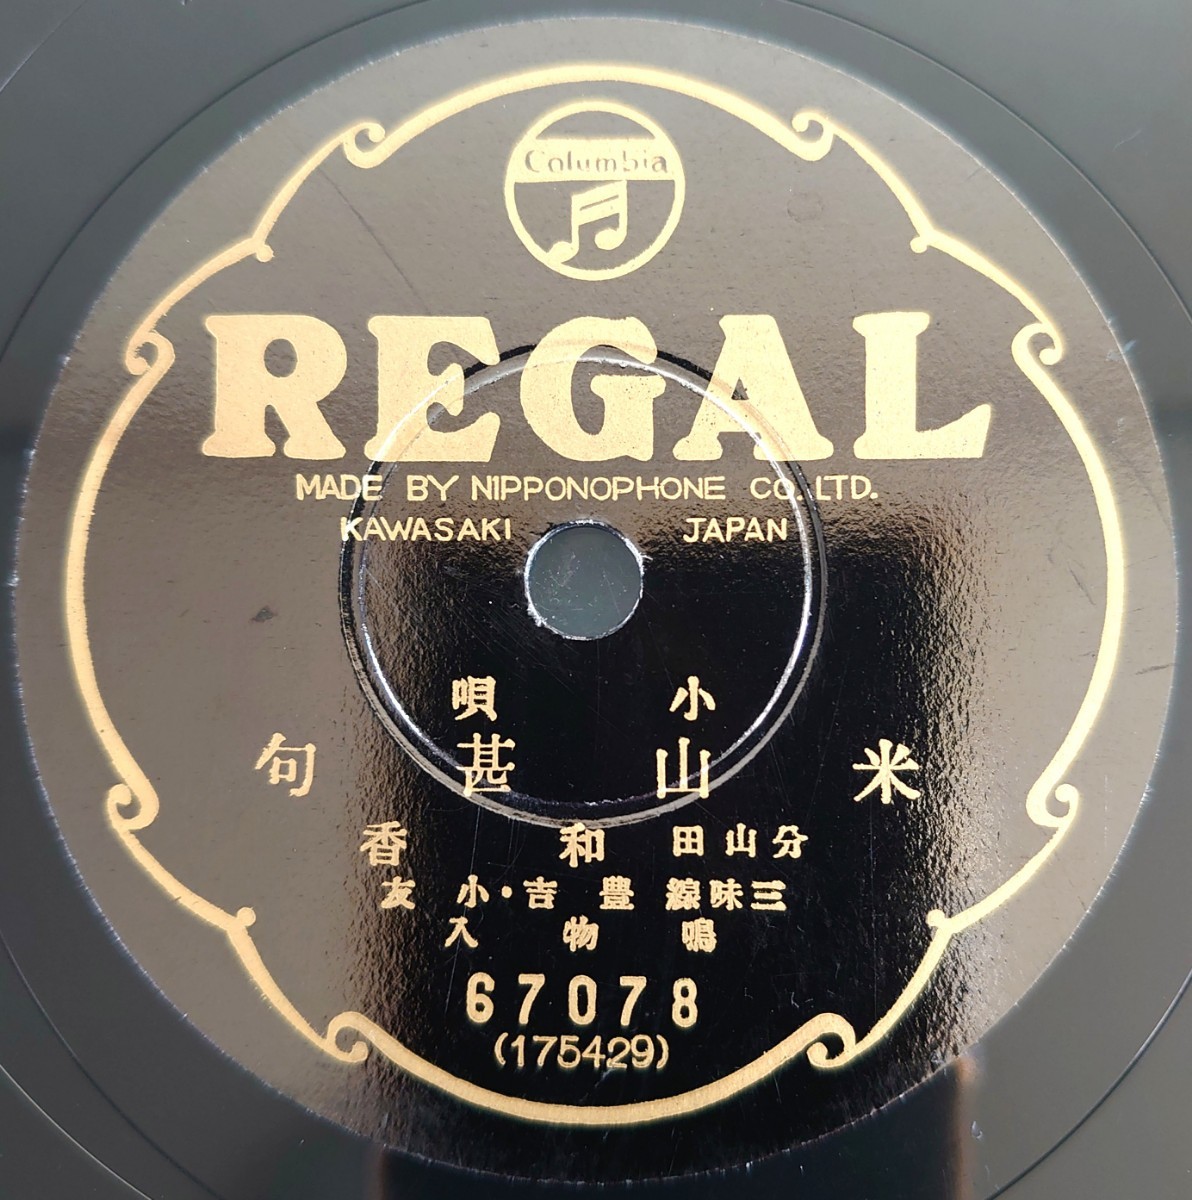 Columbia
REGAL
MADE BY NIPPONOPHONE CO. LTD.
KAWASAKI JAPAN
小唄
米山甚句
分山田 和香
三味線 豊吉・小友
鳴物入
67078
(175429)